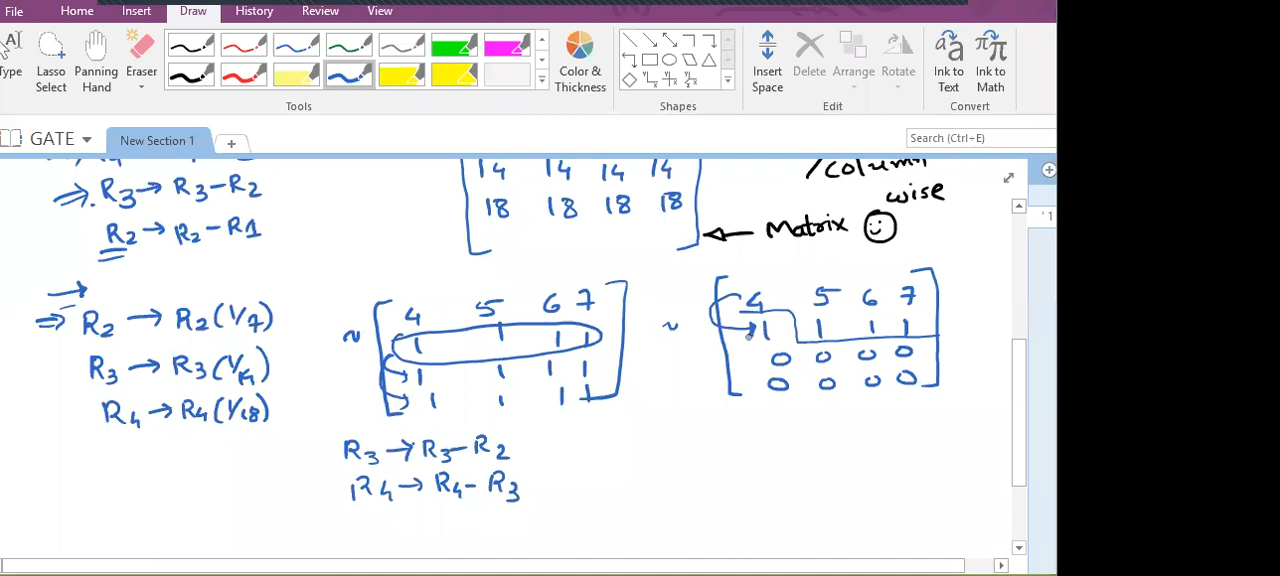 File Home Insert Draw History Review View
Type Lasso Select Panning Hand Eraser Color & Thickness Insert Space Delete Arrange Rotate Ink to Text Ink to Math
Tools Shapes Edit Convert
GATE New Section 1 + Search (Ctrl+E)
14 14 14 14 /column
⇒ R3 → R3-R2 wise
18 18 18 18
R2 → R2-R1 ← Matrix ☺
⇒ R2 → R2(1/7)
R3 → R3(1/14)
R4 → R4(1/18)
~ 4 5 6 7
1 1 1 1
1 1 1 1
1 1 1 1
~ 4 5 6 7
1 1 1 1
0 0 0 0
0 0 0 0
R3 → R3-R2
R4 → R4-R3